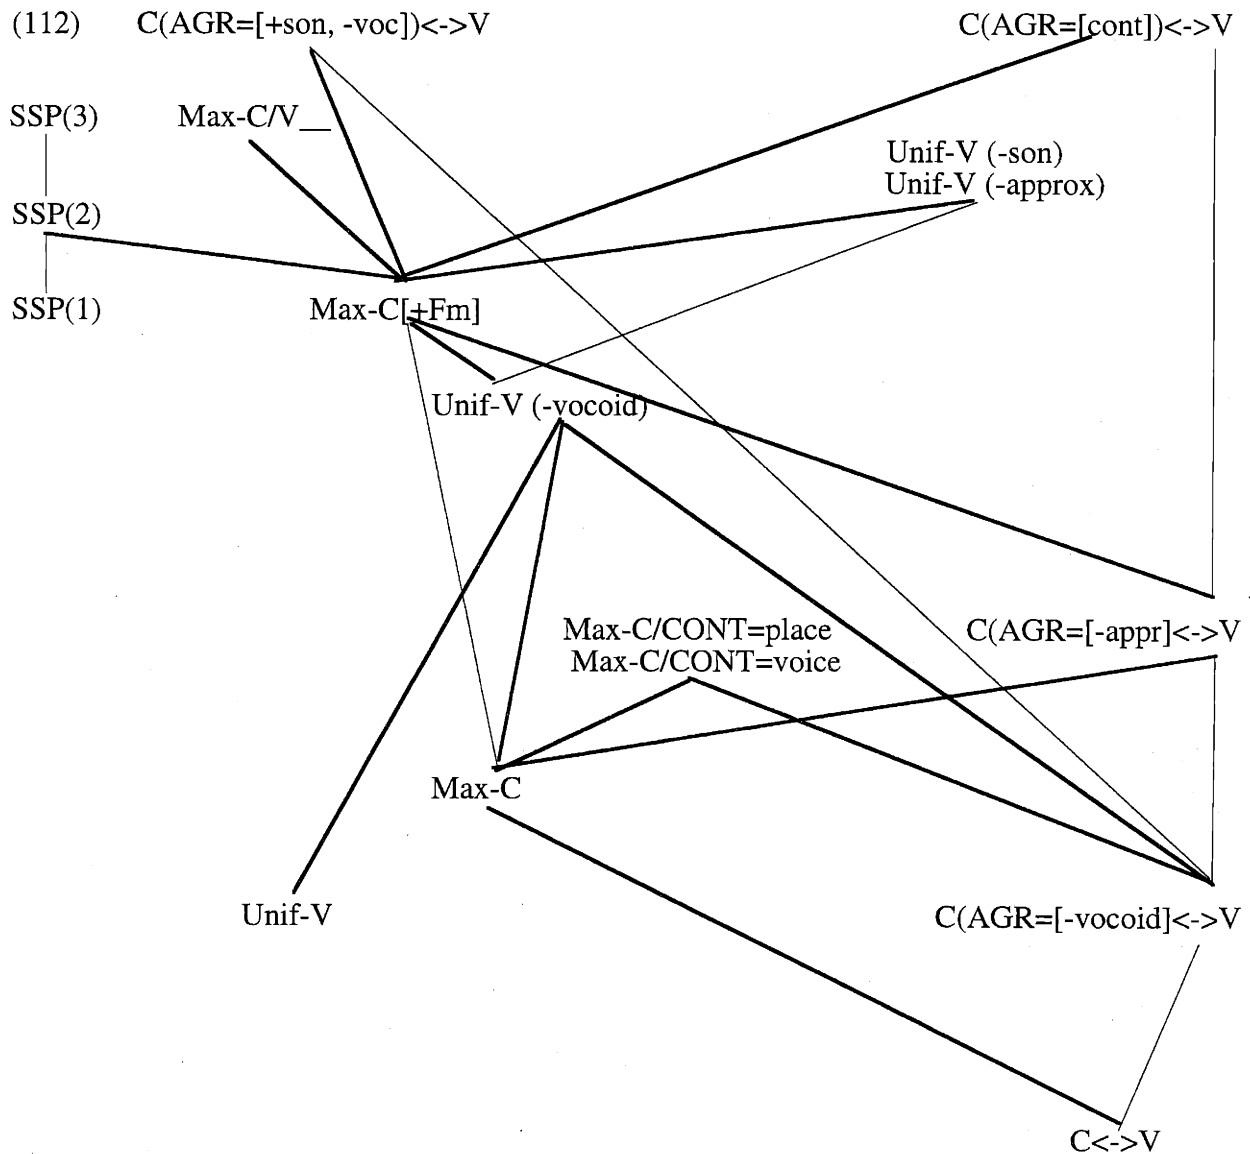 (112) C(AGR=[+son, -voc])<->V C(AGR=[cont])<->V
SSP(3) Max-C/V__
Unif-V (-son)
Unif-V (-approx)
SSP(2)
SSP(1) Max-C[+Fm]
Unif-V (-vocoid)
Max-C/CONT=place C(AGR=[-appr]<->V
Max-C/CONT=voice
Max-C
Unif-V C(AGR=[-vocoid]<->V
C<->V